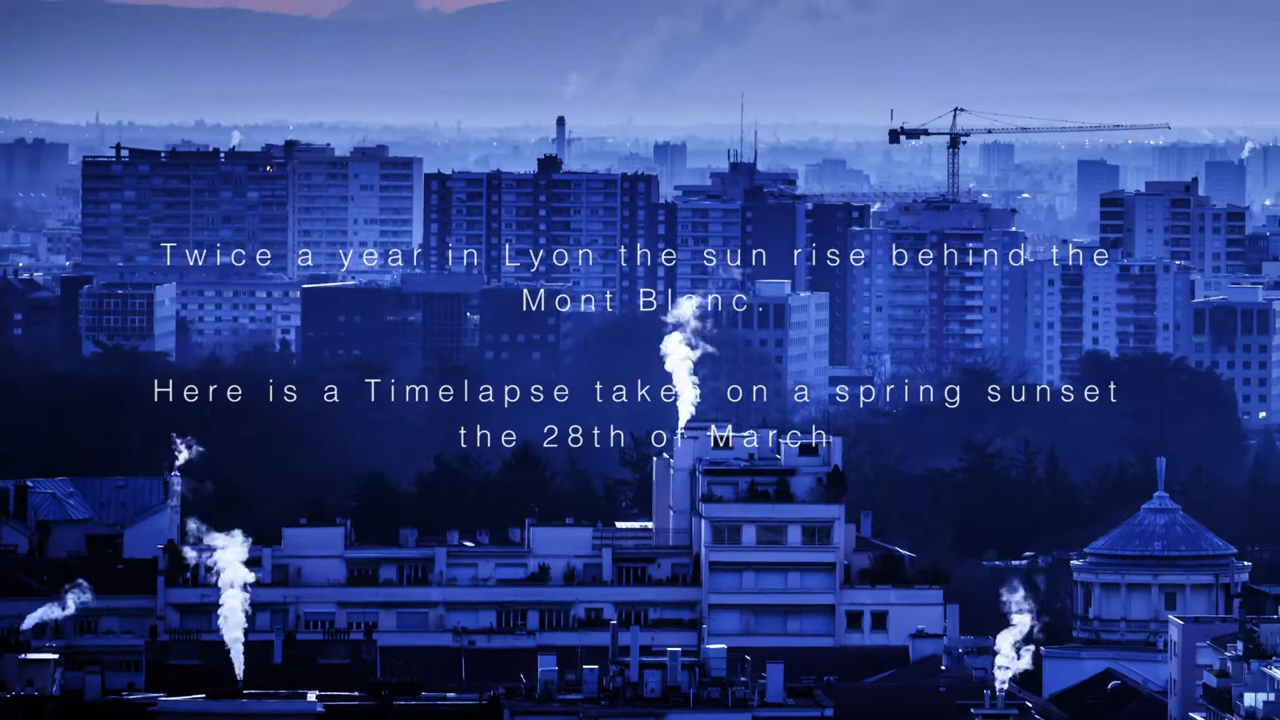 Twice a year in Lyon the sun rise behind the
Mont Blanc.
Here is a Timelapse taken on a spring sunset
the 28th of March